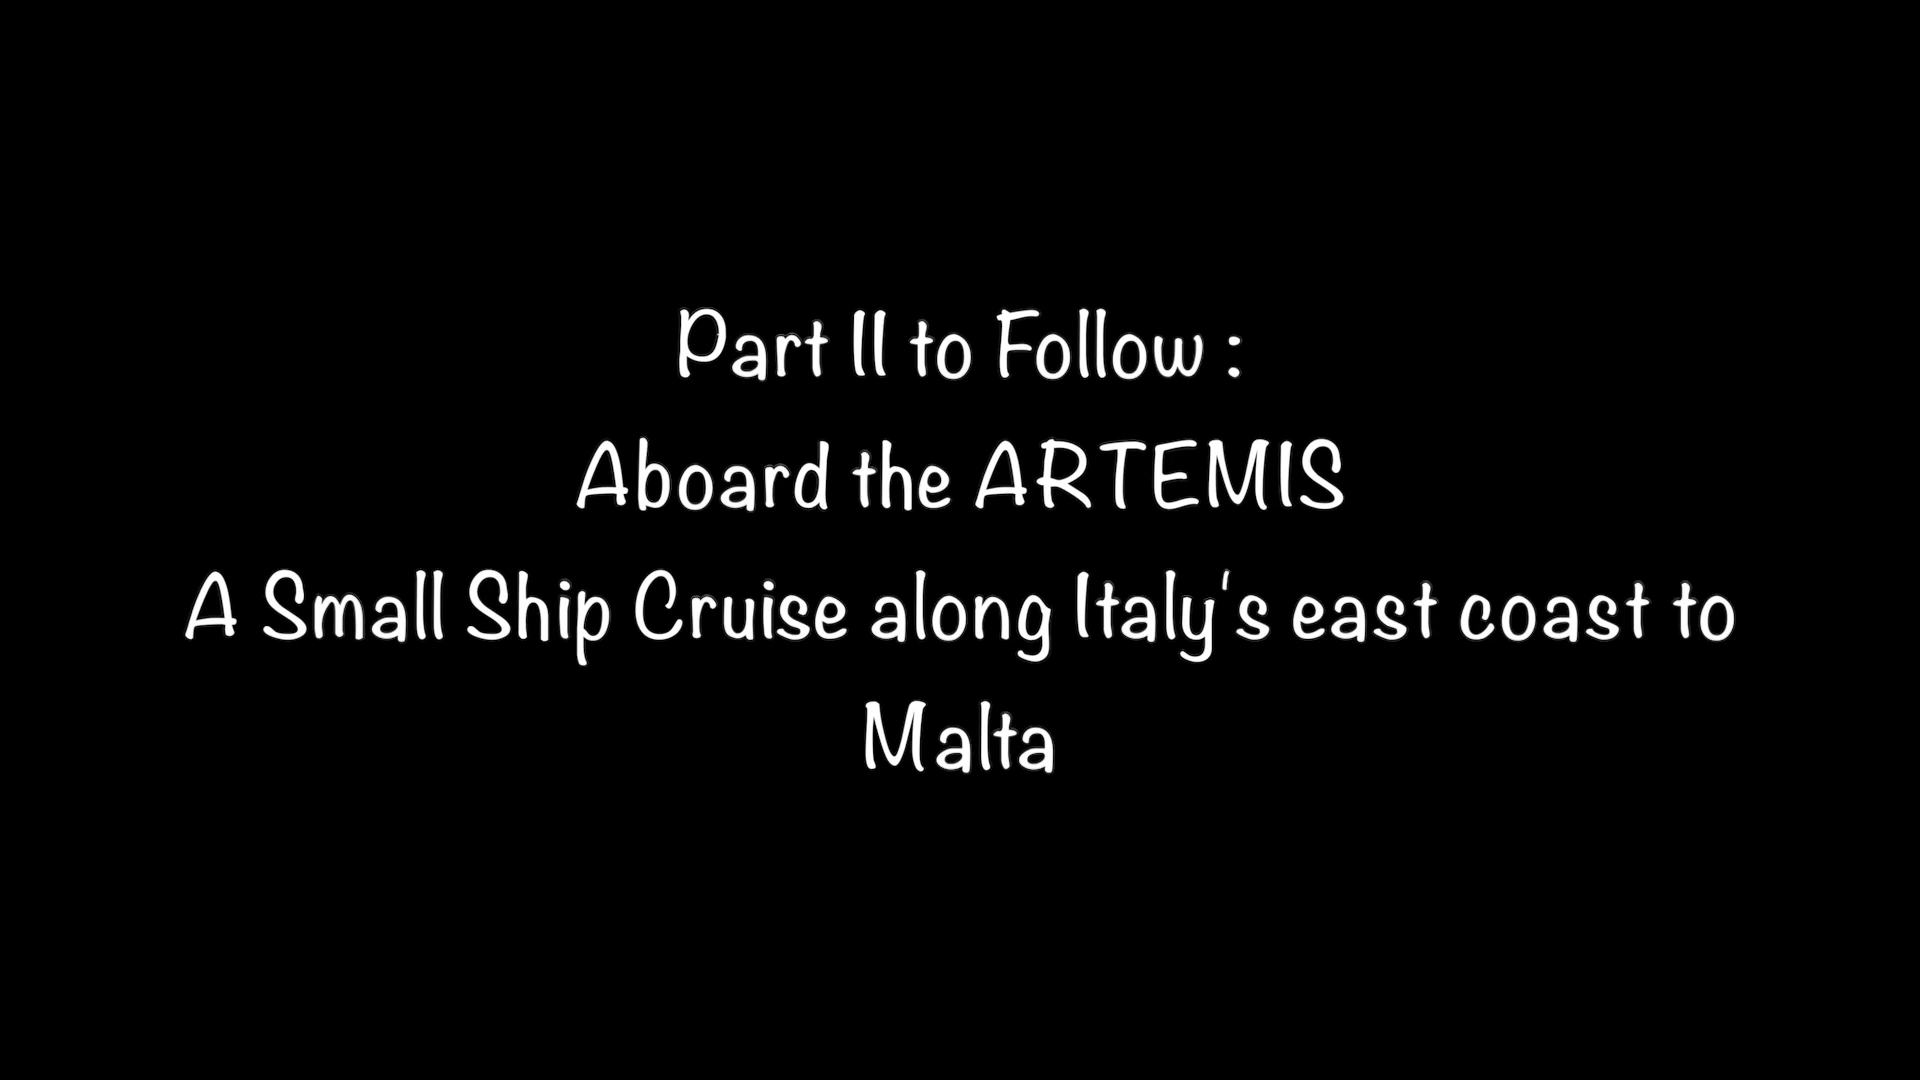 Part II to Follow :
Aboard the ARTEMIS
A Small Ship Cruise along Italy's east coast to
Malta